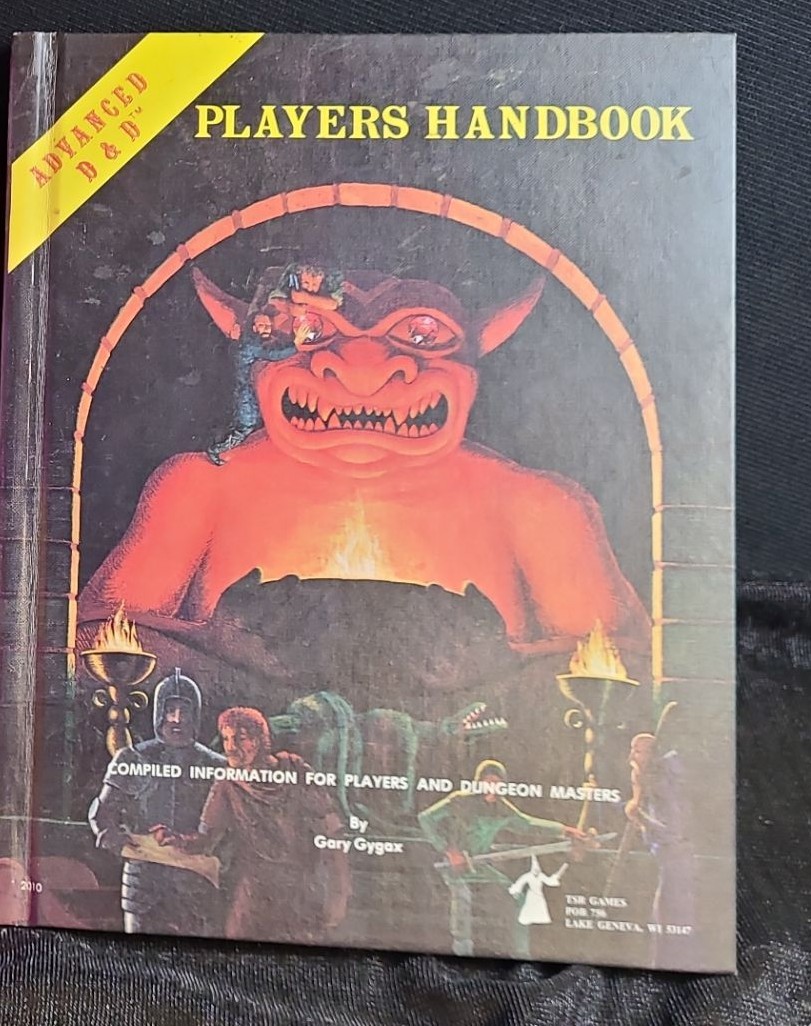 ADVANCED
D & D™
PLAYERS HANDBOOK
COMPILED INFORMATION FOR PLAYERS AND DUNGEON MASTERS
By
Gary Gygax
2010
TSR GAMES
POB 756
LAKE GENEVA, WI 53147